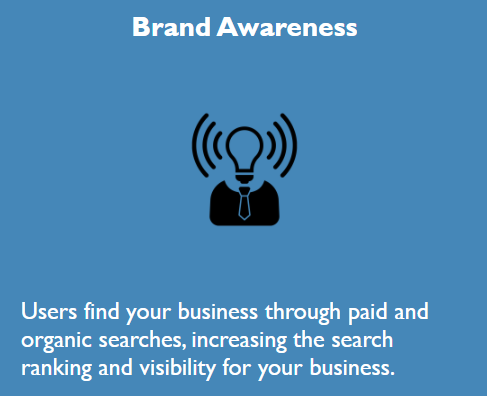 Brand Awareness
Users find your business through paid and
organic searches, increasing the search
ranking and visibility for your business.